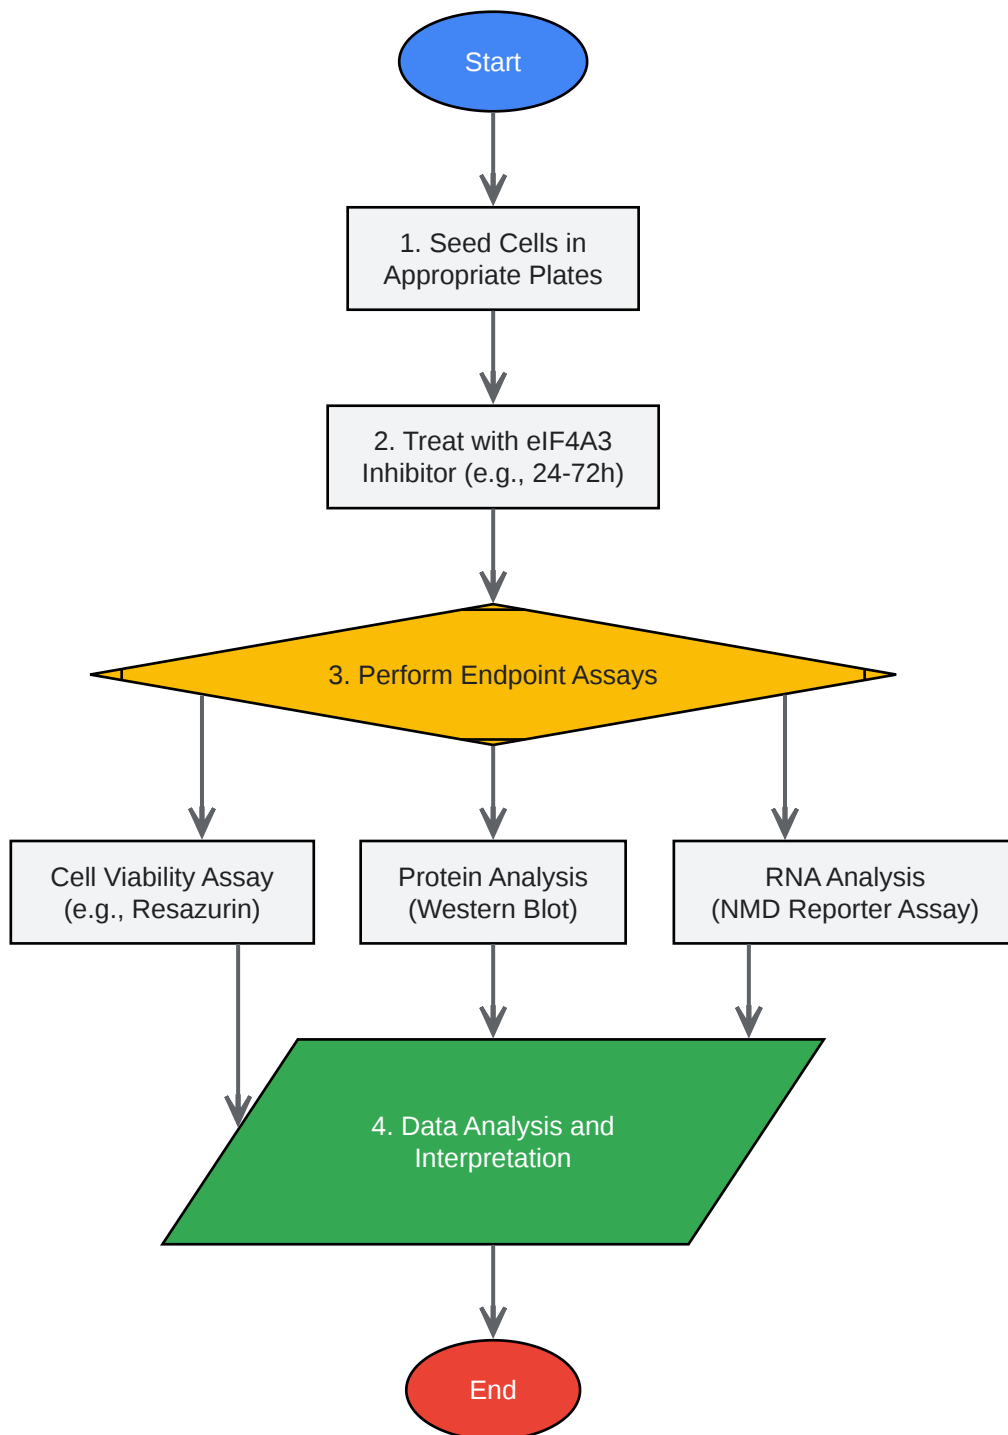 Start
1. Seed Cells in
Appropriate Plates
2. Treat with eIF4A3
Inhibitor (e.g., 24-72h)
3. Perform Endpoint Assays
Cell Viability Assay
(e.g., Resazurin)
Protein Analysis
(Western Blot)
RNA Analysis
(NMD Reporter Assay)
4. Data Analysis and
Interpretation
End